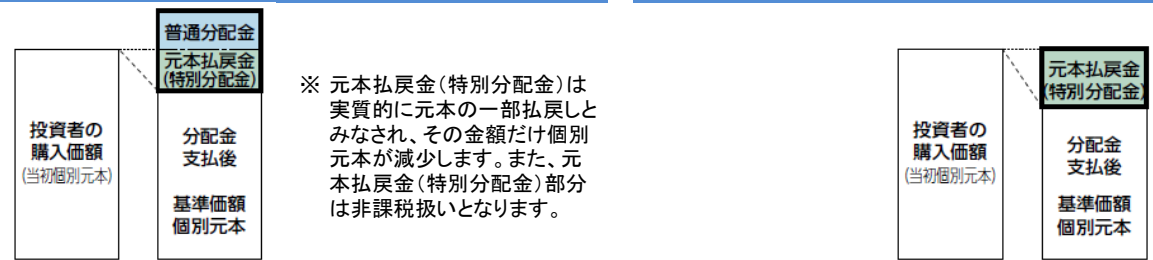 普通分配金
元本払戻金
(特別分配金)
投資者の
購入価額
(当初個別元本)
分配金
支払後
基準価額
個別元本
※ 元本払戻金(特別分配金)は
実質的に元本の一部払戻しと
みなされ、その金額だけ個別
元本が減少します。また、元
本払戻金(特別分配金)部分
は非課税扱いとなります。
元本払戻金
(特別分配金)
投資者の
購入価額
(当初個別元本)
分配金
支払後
基準価額
個別元本